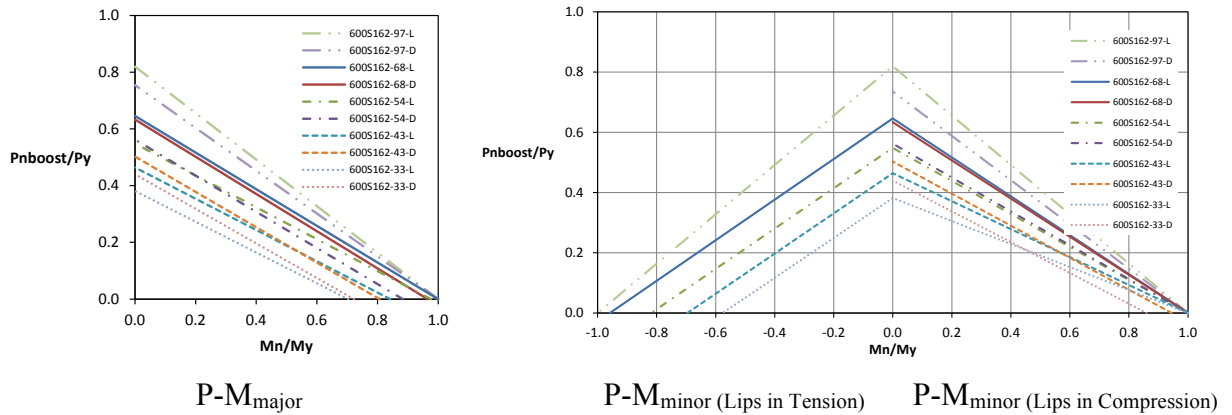 1.0
0.8
0.6
0.4
0.2
0.0
Pnboost/Py
0.0 0.2 0.4 0.6 0.8 1.0
Mn/My
600S162-97-L
600S162-97-D
600S162-68-L
600S162-68-D
600S162-54-L
600S162-54-D
600S162-43-L
600S162-43-D
600S162-33-L
600S162-33-D
P-Mmajor
1.0
0.8
0.6
0.4
0.2
0.0
Pnboost/Py
-1.0 -0.8 -0.6 -0.4 -0.2 0.0 0.2 0.4 0.6 0.8 1.0
Mn/My
600S162-97-L
600S162-97-D
600S162-68-L
600S162-68-D
600S162-54-L
600S162-54-D
600S162-43-L
600S162-43-D
600S162-33-L
600S162-33-D
P-Mminor (Lips in Tension) P-Mminor (Lips in Compression)